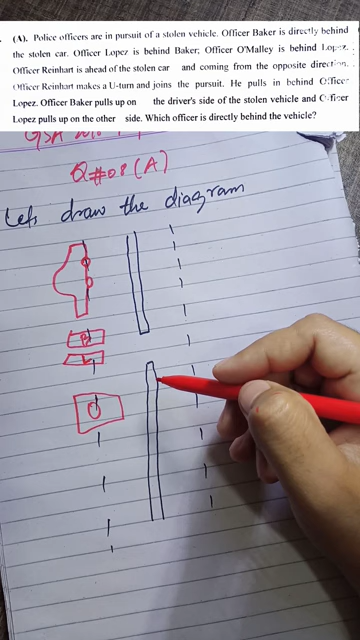 (A). Police officers are in pursuit of a stolen vehicle. Officer Baker is directly behind
the stolen car. Officer Lopez is behind Baker; Officer O'Malley is behind Lopez.
Officer Reinhart is ahead of the stolen car and coming from the opposite direction.
Officer Reinhart makes a U-turn and joins the pursuit. He pulls in behind Officer
Lopez. Officer Baker pulls up on the driver's side of the stolen vehicle and Officer
Lopez pulls up on the other side. Which officer is directly behind the vehicle?
Q#08(A)
Lets draw the diagram
B
L
O